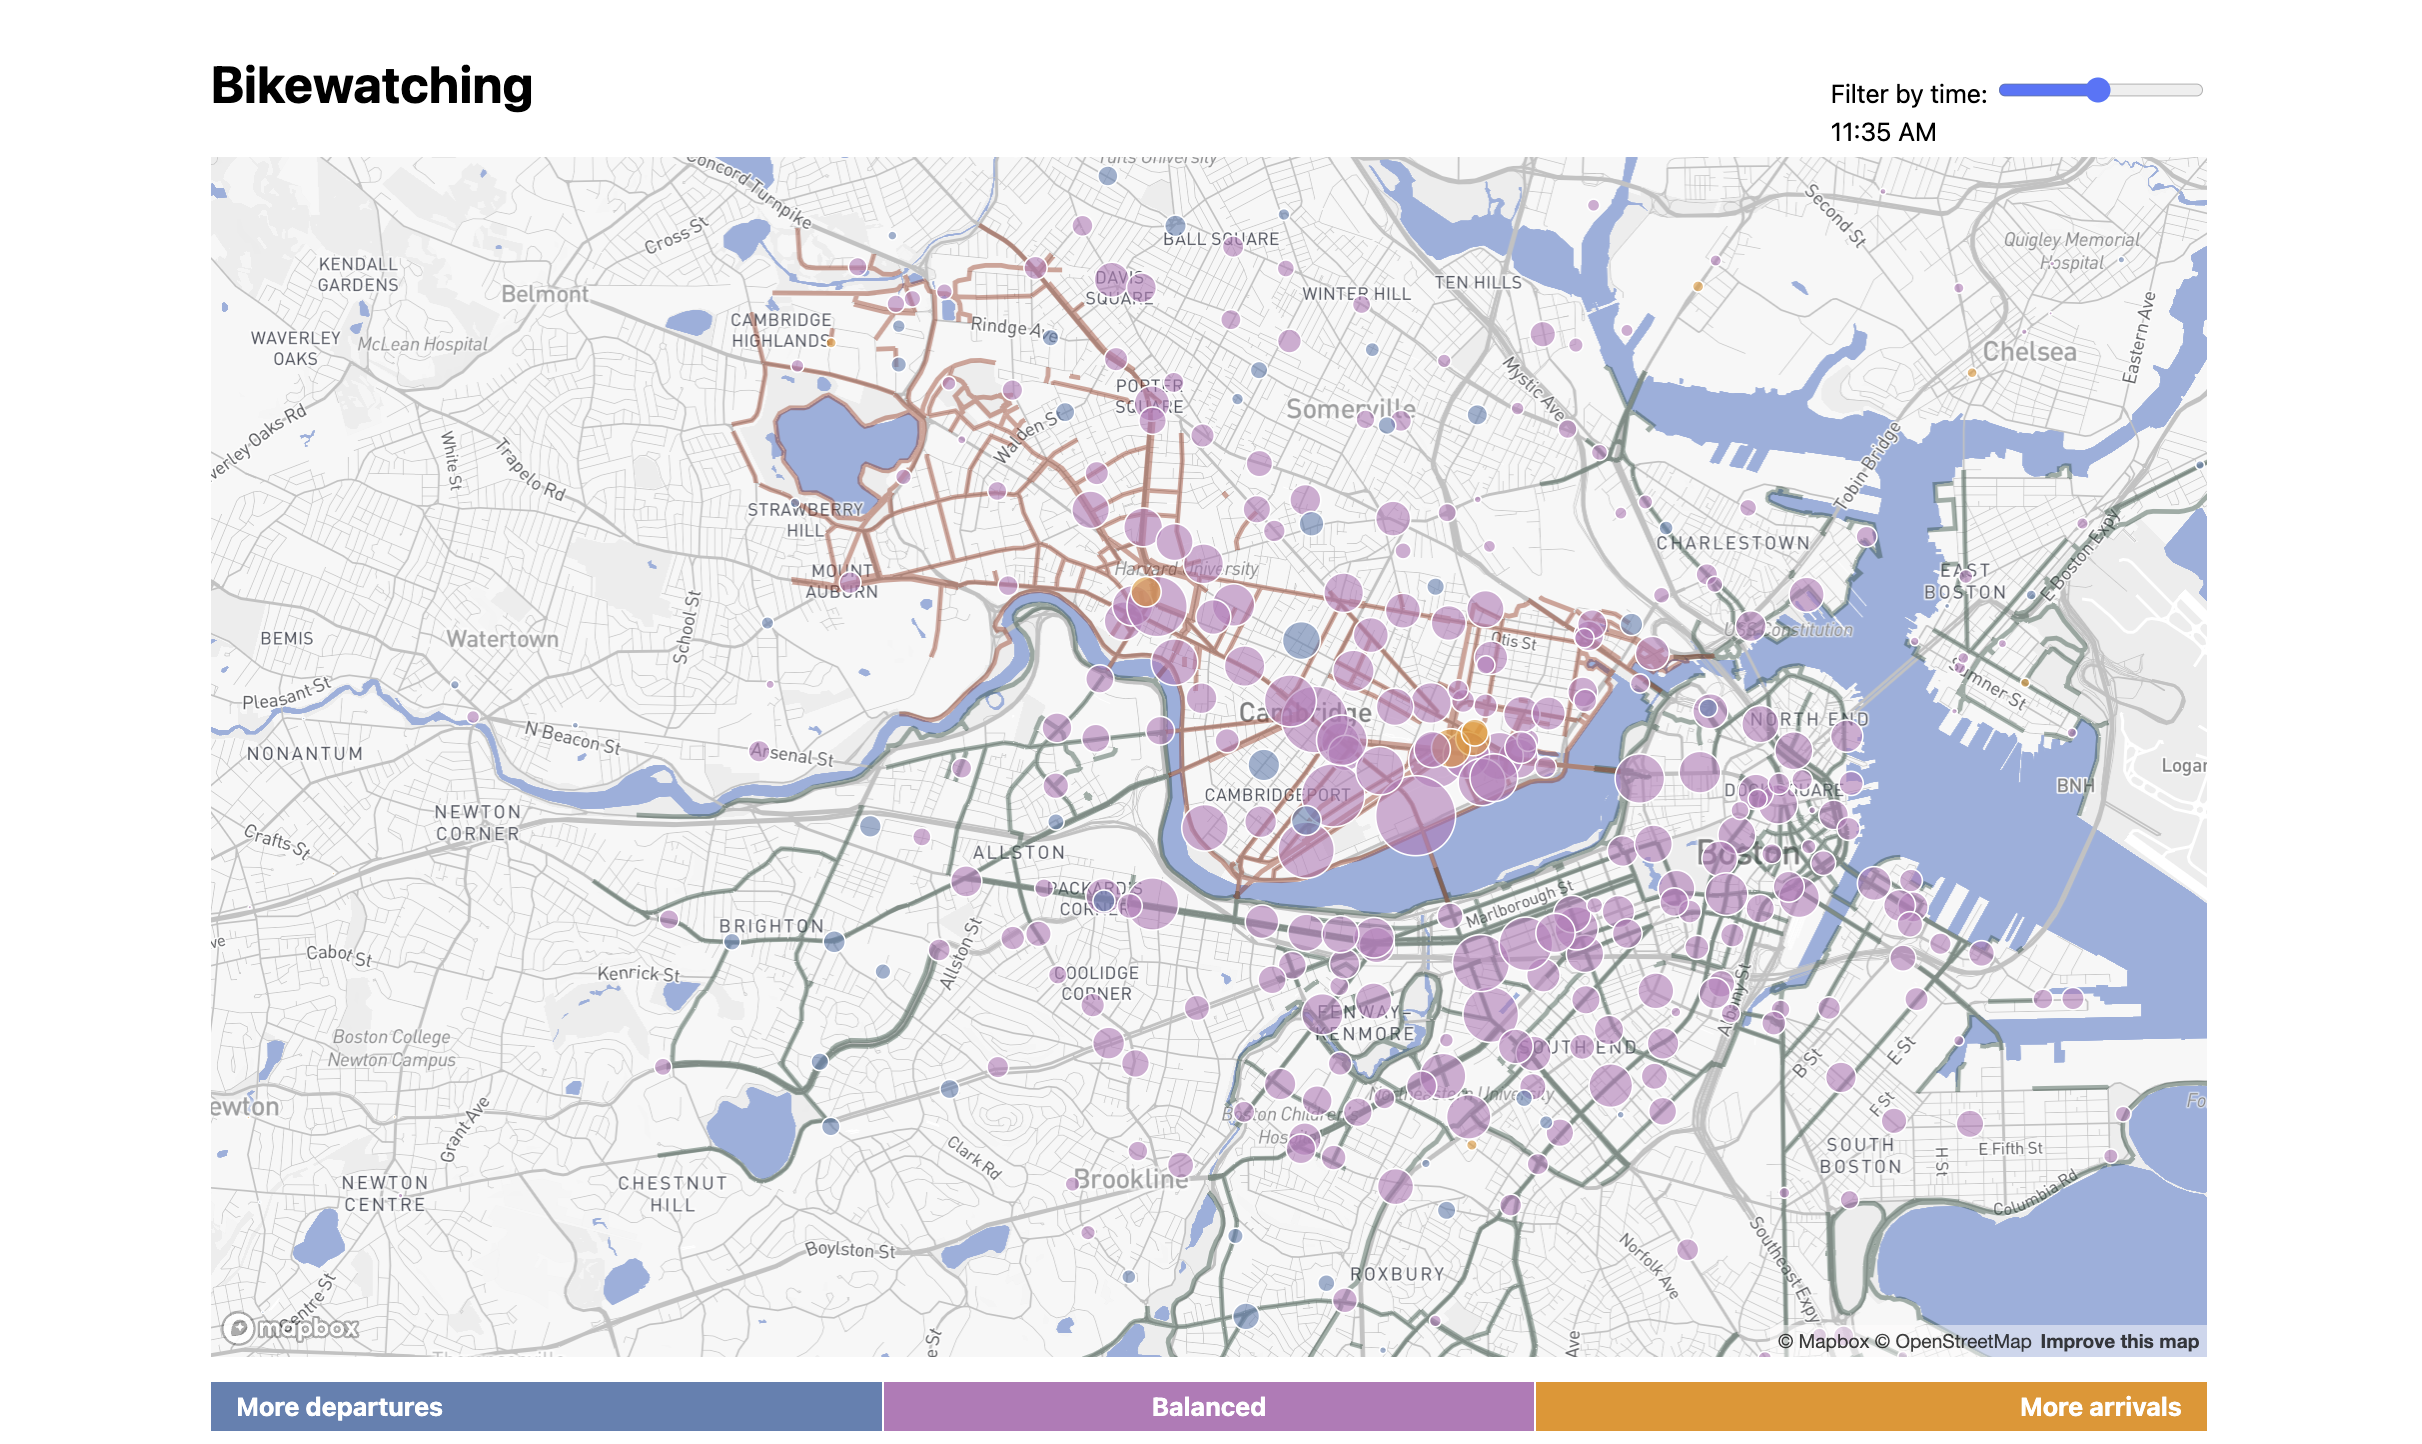 Bikewatching
Filter by time:
11:35 AM
Concord Turnpike
Tufts University
Second St
Cross St
BALL SQUARE
Quigley Memorial
Hospital
KENDALL
GARDENS
Belmont
DAVIS
SQUARE
WINTER HILL
TEN HILLS
Eastern Ave
CAMBRIDGE
HIGHLANDS
Rindge Ave
WAVERLEY
OAKS
McLean Hospital
Chelsea
Mystic Ave
PORTER
SQUARE
Somerville
verley Oaks Rd
White St
Trapelo Rd
Walden St
Tobin Bridge
STRAWBERRY
HILL
CHARLESTOWN
E Boston Expy
MOUNT
AUBURN
Harvard University
EAST
BOSTON
School St
BEMIS
Watertown
ntis St
USS Constitution
Pleasant St
Sumner St
N Beacon St
Cambridge
NORTH END
NONANTUM
Arsenal St
Logan
BNH
CAMBRIDGEPORT
DOCK SQUARE
NEWTON
CORNER
Crafts St
ALLSTON
Boston
PACKARD'S
CORNER
Marlborough St
BRIGHTON
ve
Cabot St
Allston St
Kenrick St
COOLIDGE
CORNER
Albany St
Boston College
Newton Campus
FENWAY–
KENMORE
SOUTH END
B St
E St
ewton
Grant Ave
Northeastern University
F St
Fo
Boston Children's
Hospital
Clark Rd
SOUTH
BOSTON
H St
E Fifth St
Brookline
NEWTON
CENTRE
CHESTNUT
HILL
Columbia Rd
Boylston St
Norfolk Ave
Southeast Expy
Centre St
ROXBURY
mapbox
e St
Ave
© Mapbox © OpenStreetMap Improve this map
More departures
Balanced
More arrivals